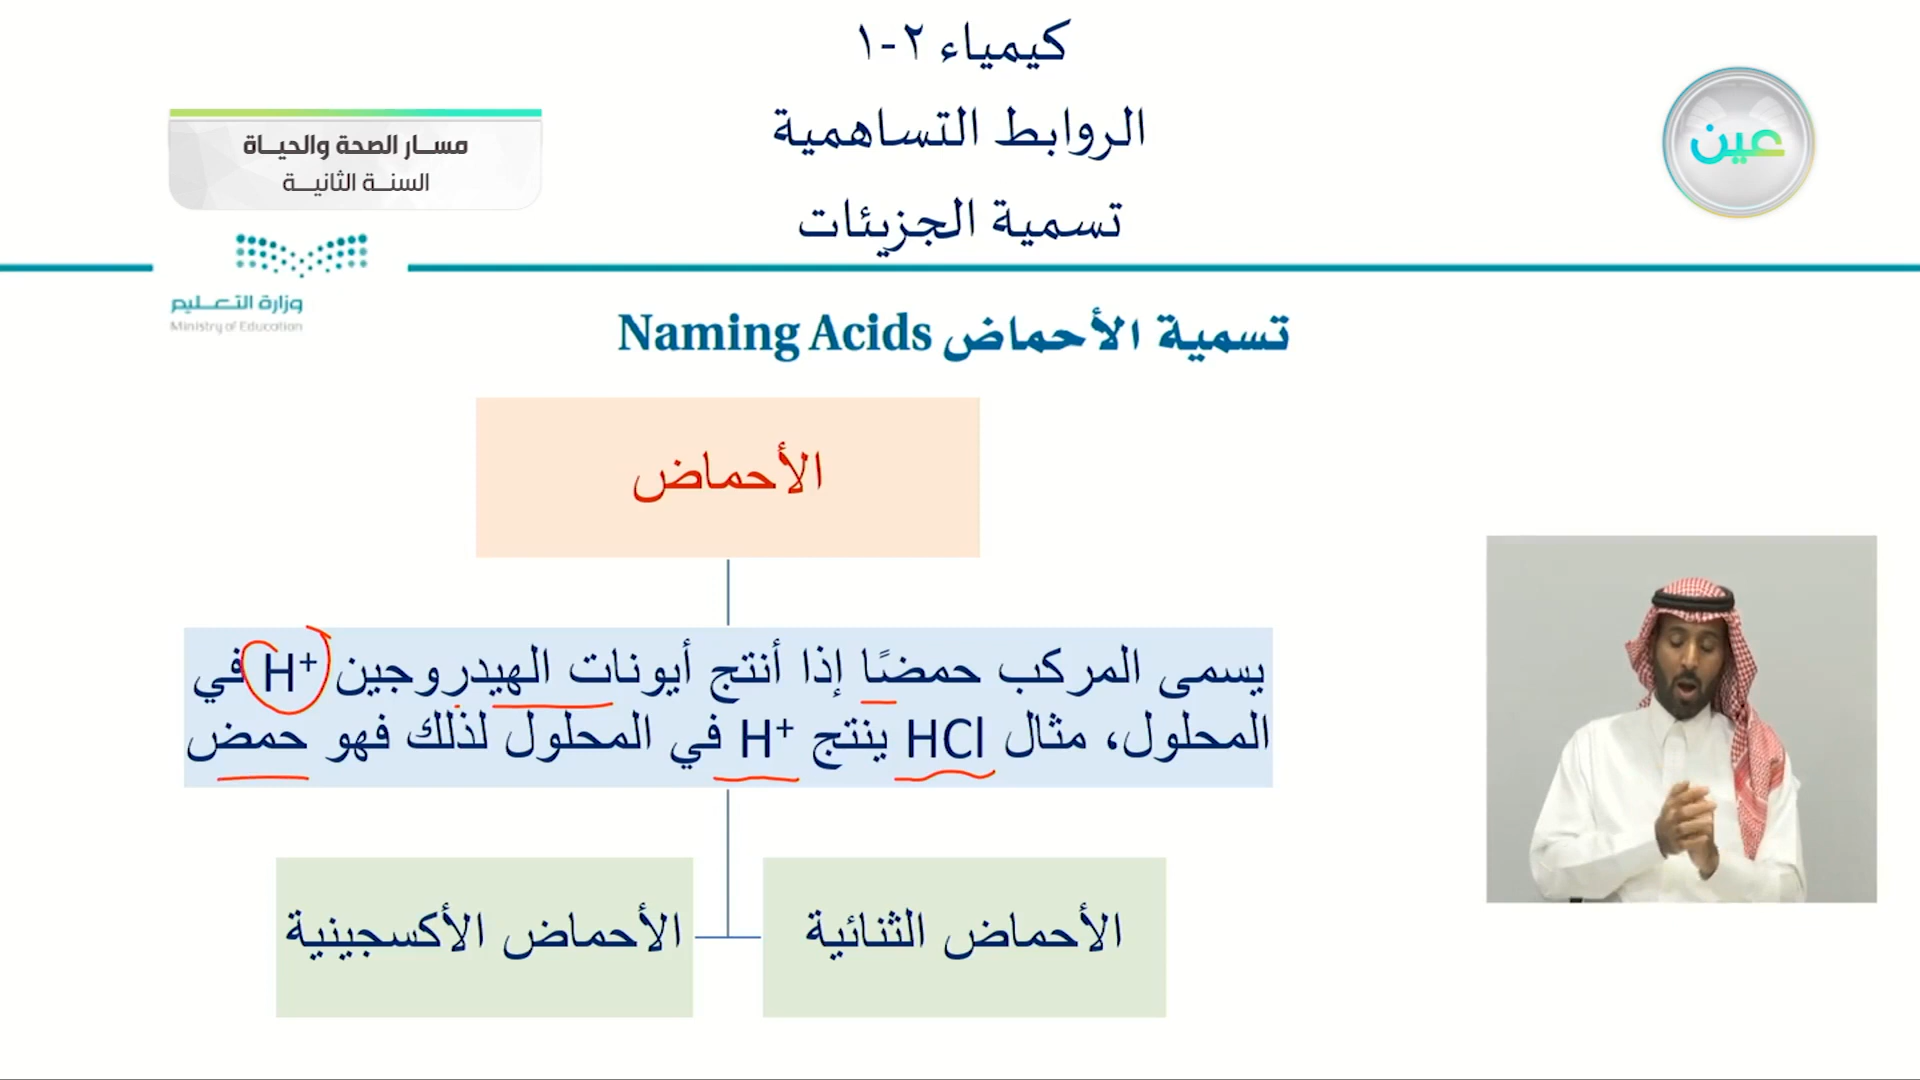 كيمياء ٢-١
الروابط التساهمية
تسمية الجزيئات
عين
مسار الصحة والحياة
السنة الثانية
وزارة التعليم
Ministry of Education
تسمية الأحماض Naming Acids
الأحماض
يسمى المركب حمضًا إذا أنتج أيونات الهيدروجين H⁺ في
المحلول، مثال HCl ينتج H⁺ في المحلول لذلك فهو حمض
الأحماض الثنائية
الأحماض الأكسجينية